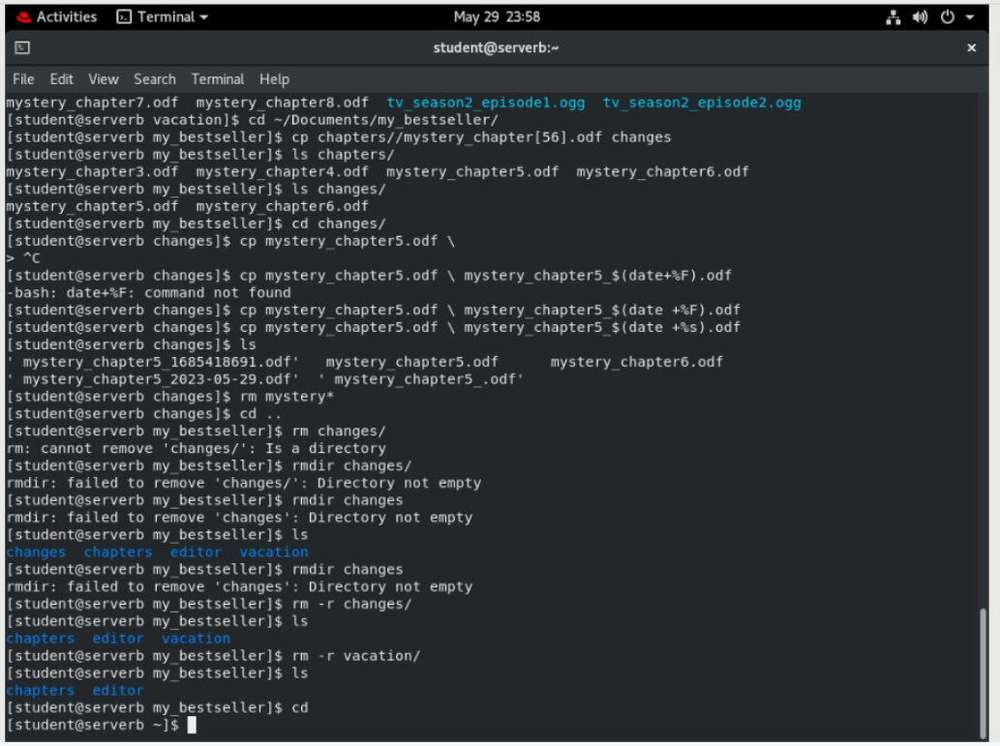 Activities Terminal May 29 23:58
student@serverb:~
File Edit View Search Terminal Help
mystery_chapter7.odf mystery_chapter8.odf tv_season2_episode1.ogg tv_season2_episode2.ogg
[student@serverb vacation]$ cd ~/Documents/my_bestseller/
[student@serverb my_bestseller]$ cp chapters//mystery_chapter[56].odf changes
[student@serverb my_bestseller]$ ls chapters/
mystery_chapter3.odf mystery_chapter4.odf mystery_chapter5.odf mystery_chapter6.odf
[student@serverb my_bestseller]$ ls changes/
mystery_chapter5.odf mystery_chapter6.odf
[student@serverb my_bestseller]$ cd changes/
[student@serverb changes]$ cp mystery_chapter5.odf \
> ^C
[student@serverb changes]$ cp mystery_chapter5.odf \ mystery_chapter5_$(date+%F).odf
-bash: date+%F: command not found
[student@serverb changes]$ cp mystery_chapter5.odf \ mystery_chapter5_$(date +%F).odf
[student@serverb changes]$ cp mystery_chapter5.odf \ mystery_chapter5_$(date +%s).odf
[student@serverb changes]$ ls
' mystery_chapter5_1685418691.odf' mystery_chapter5.odf mystery_chapter6.odf
' mystery_chapter5_2023-05-29.odf' ' mystery_chapter5_.odf'
[student@serverb changes]$ rm mystery*
[student@serverb changes]$ cd ..
[student@serverb my_bestseller]$ rm changes/
rm: cannot remove 'changes/': Is a directory
[student@serverb my_bestseller]$ rmdir changes/
rmdir: failed to remove 'changes/': Directory not empty
[student@serverb my_bestseller]$ rmdir changes
rmdir: failed to remove 'changes': Directory not empty
[student@serverb my_bestseller]$ ls
changes chapters editor vacation
[student@serverb my_bestseller]$ rmdir changes
rmdir: failed to remove 'changes': Directory not empty
[student@serverb my_bestseller]$ rm -r changes/
[student@serverb my_bestseller]$ ls
chapters editor vacation
[student@serverb my_bestseller]$ rm -r vacation/
[student@serverb my_bestseller]$ ls
chapters editor
[student@serverb my_bestseller]$ cd
[student@serverb ~]$